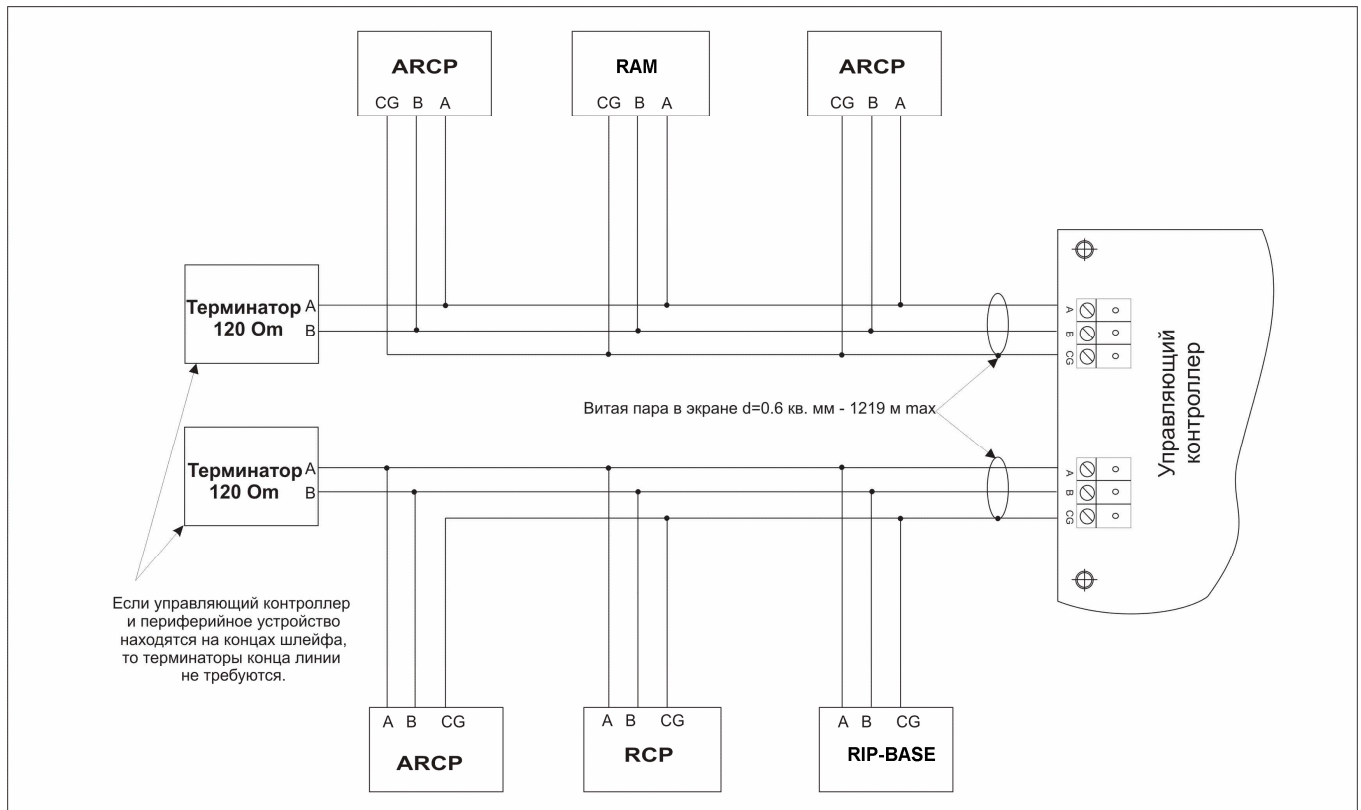 ARCP
CG B A
RAM
CG B A
ARCP
CG B A
Терминатор
120 Om
A
B
A
Б
CG
Управляющий
контроллер
Витая пара в экране d=0.6 кв. мм - 1219 м max
Терминатор
120 Om
A
B
A
B
CG
Если управляющий контроллер
и периферийное устройство
находятся на концах шлейфа,
то терминаторы конца линии
не требуются.
A B CG
ARCP
A B CG
RCP
A B CG
RIP-BASE